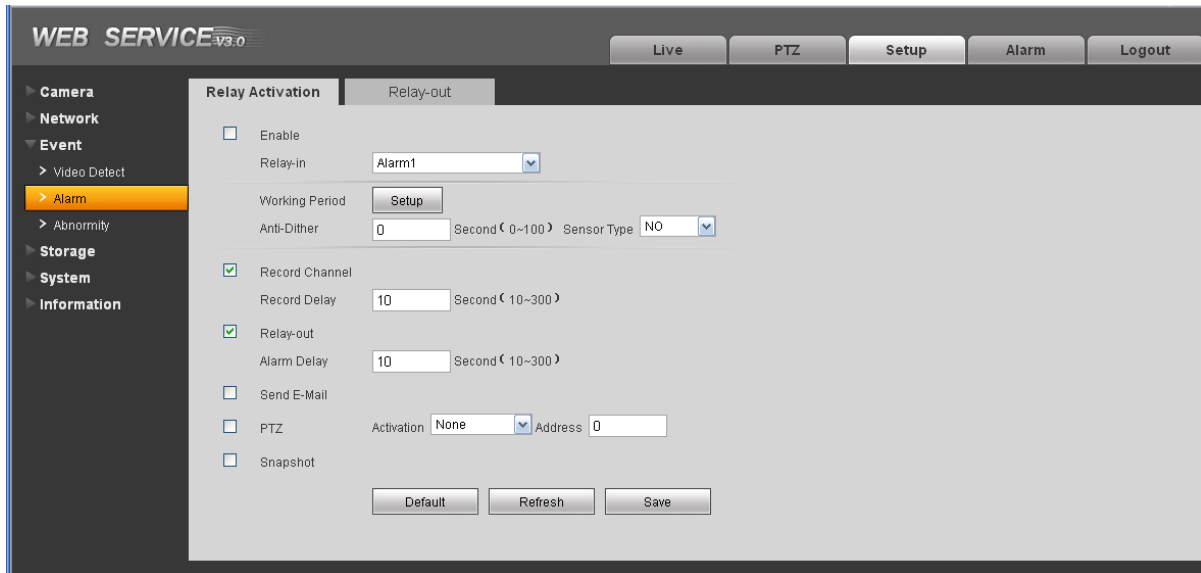 WEB SERVICE V3.0
Live PTZ Setup Alarm Logout
Camera
Network
Event
> Video Detect
> Alarm
> Abnormity
Storage
System
Information
Relay Activation Relay-out
Enable
Relay-in Alarm1
Working Period Setup
Anti-Dither 0 Second ( 0~100 ) Sensor Type NO
Record Channel
Record Delay 10 Second ( 10~300 )
Relay-out
Alarm Delay 10 Second ( 10~300 )
Send E-Mail
PTZ Activation None Address 0
Snapshot
Default Refresh Save